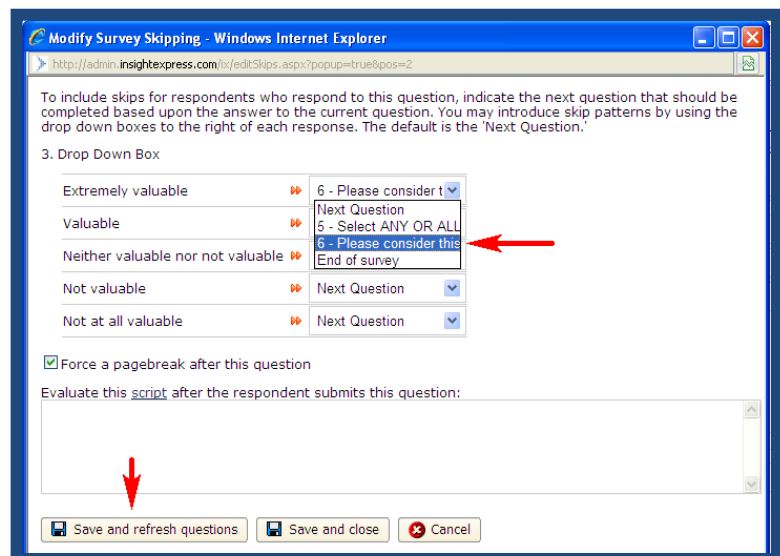 Modify Survey Skipping - Windows Internet Explorer
http://admin.insightexpress.com/ix/editSkips.aspx?popup=true&pos=2
To include skips for respondents who respond to this question, indicate the next question that should be
completed based upon the answer to the current question. You may introduce skip patterns by using the
drop down boxes to the right of each response. The default is the 'Next Question.'
3. Drop Down Box
Extremely valuable 6 - Please consider t
Next Question
Valuable 5 - Select ANY OR ALL
6 - Please consider this
Neither valuable nor not valuable End of survey
Not valuable Next Question
Not at all valuable Next Question
Force a pagebreak after this question
Evaluate this script after the respondent submits this question:
Save and refresh questions Save and close Cancel